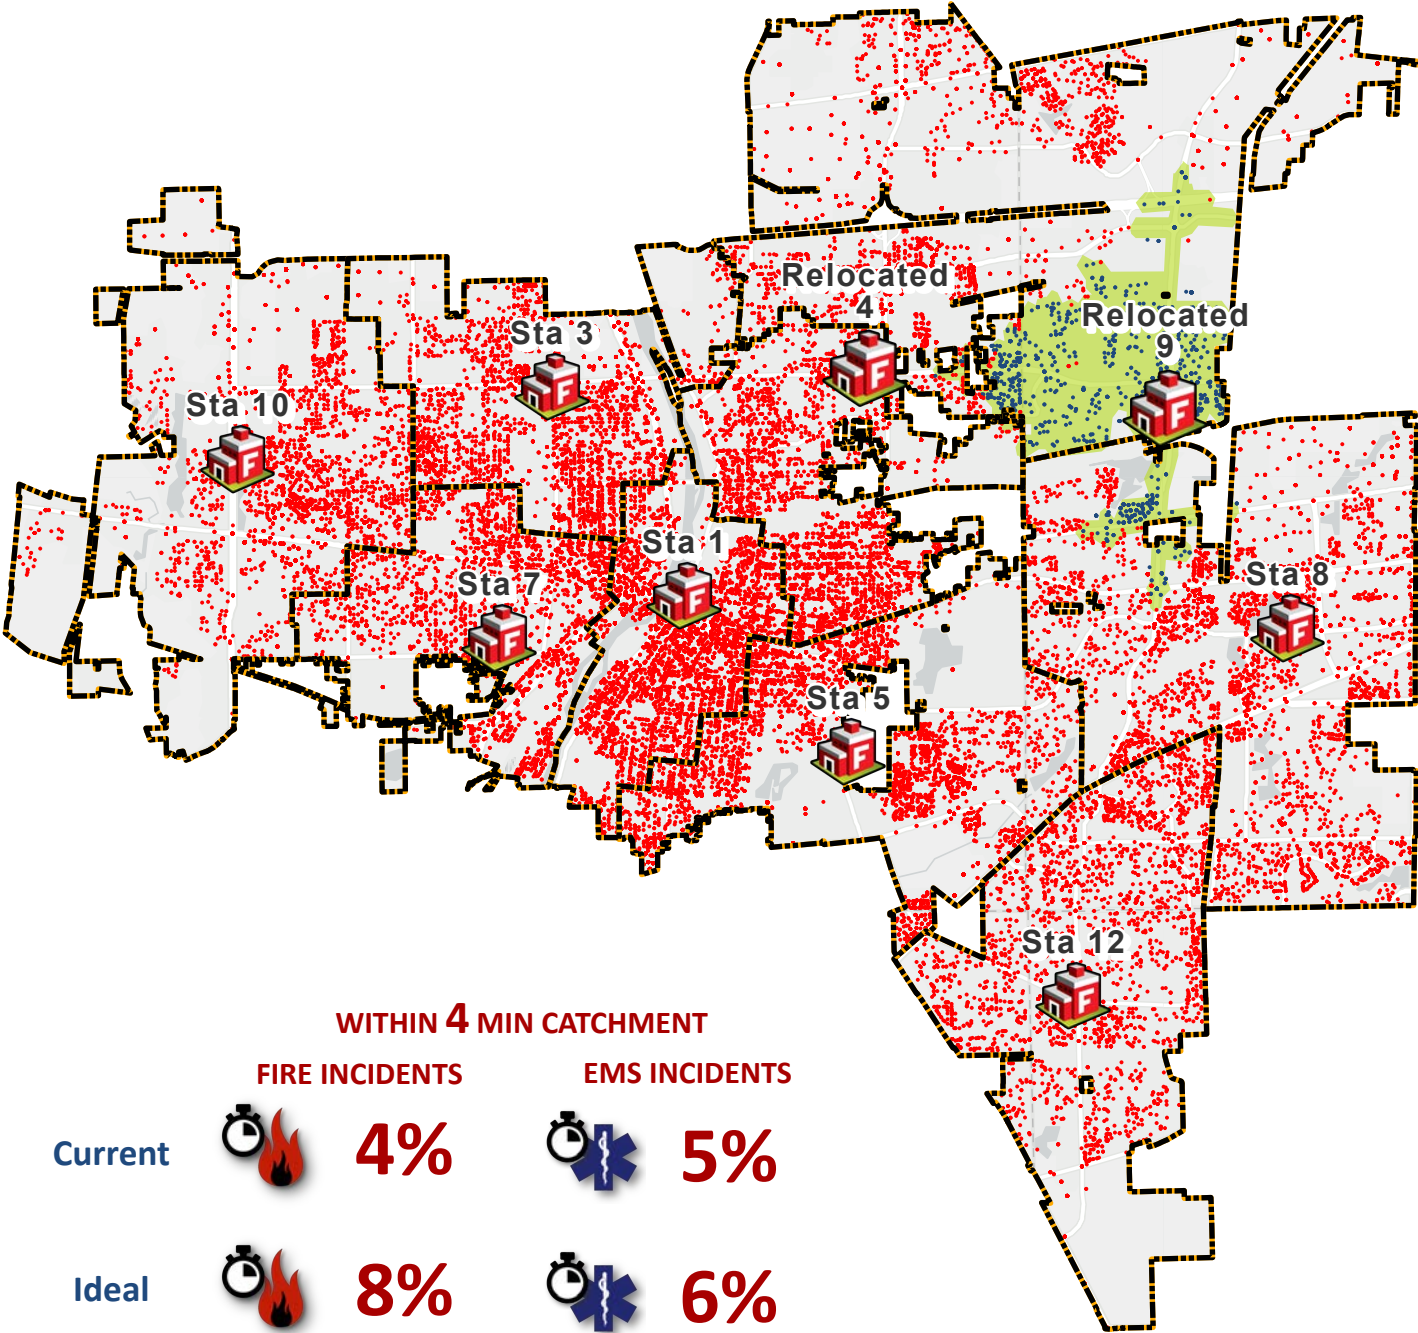 Relocated
4
Relocated
9
Sta 3
Sta 10
Sta 1
Sta 7
Sta 8
Sta 5
Sta 12
F
F
F
F
F
F
F
F
F
WITHIN 4 MIN CATCHMENT
FIRE INCIDENTS EMS INCIDENTS
Current 4% 5%
Ideal 8% 6%